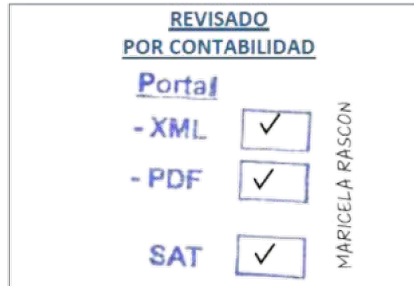 REVISADO
POR CONTABILIDAD
Portal
- XML ✓
- PDF ✓
SAT ✓
MARICELA RASCON